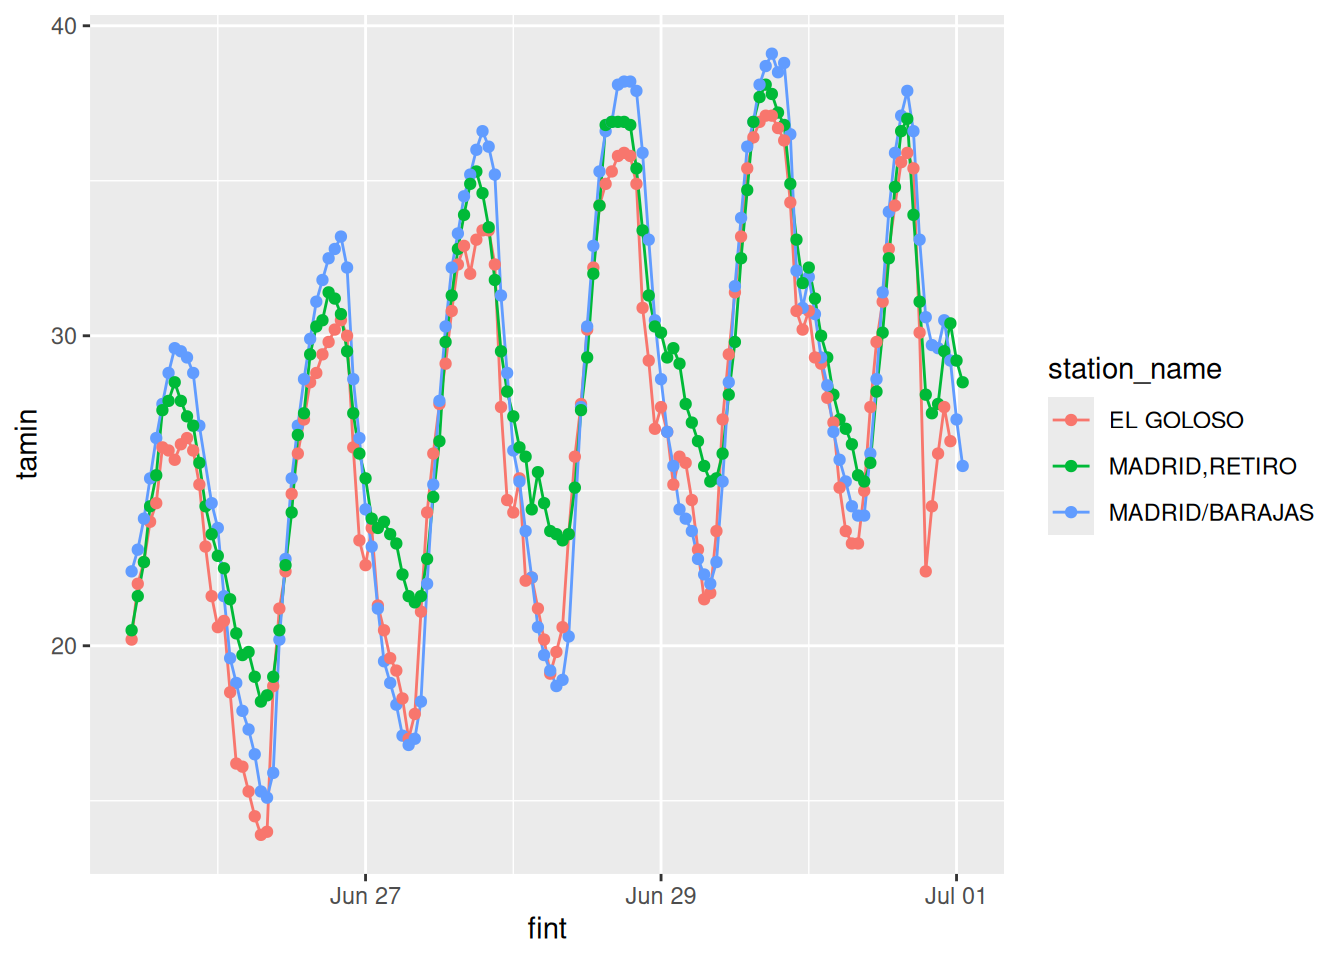 40
30
20
tamin
Jun 27
Jun 29
Jul 01
fint
station_name
EL GOLOSO
MADRID,RETIRO
MADRID/BARAJAS